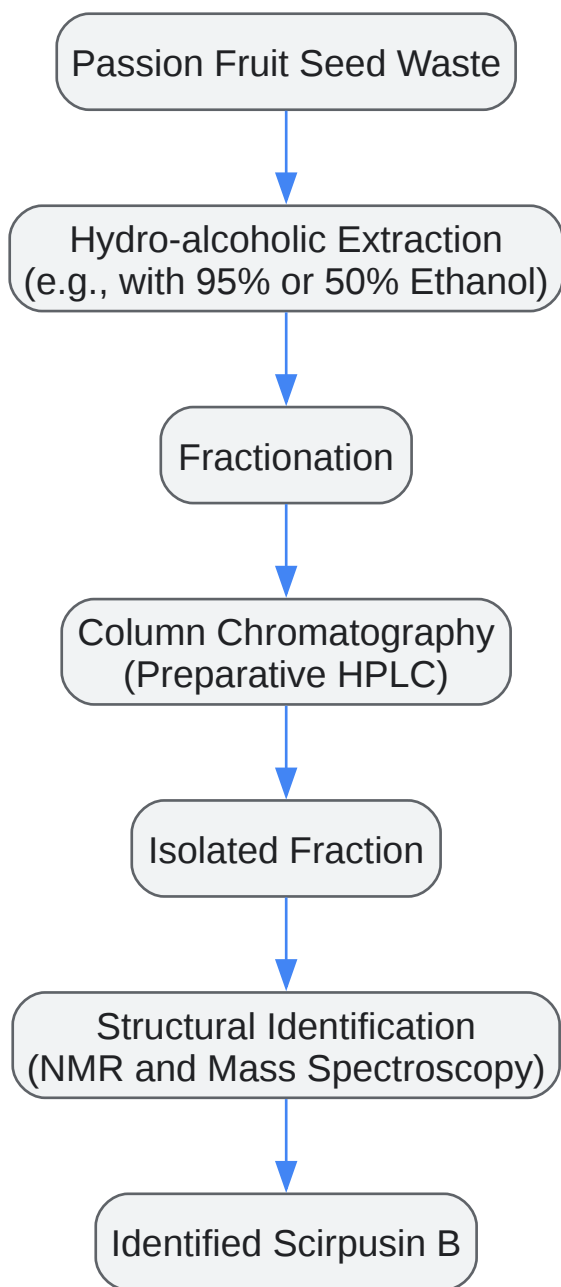 Passion Fruit Seed Waste
Hydro-alcoholic Extraction
(e.g., with 95% or 50% Ethanol)
Fractionation
Column Chromatography
(Preparative HPLC)
Isolated Fraction
Structural Identification
(NMR and Mass Spectroscopy)
Identified Scirpusin B